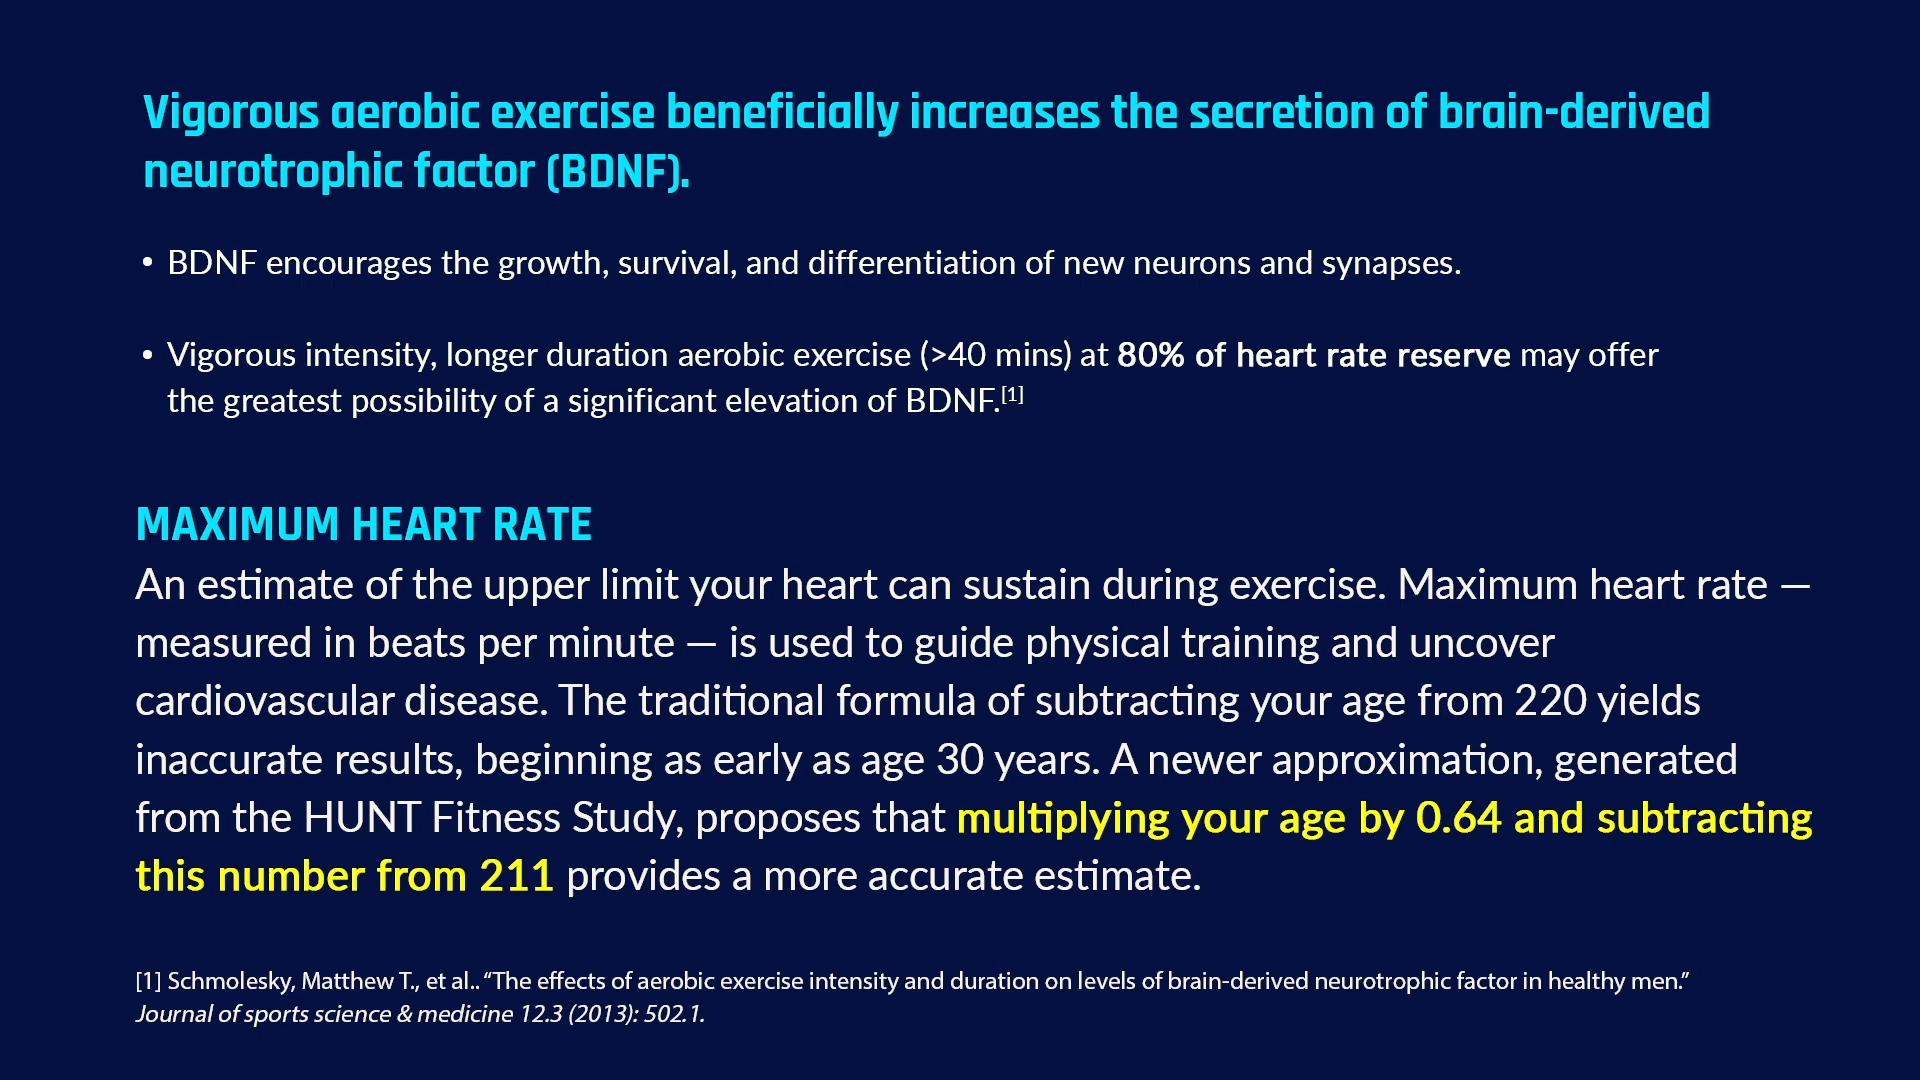 Vigorous aerobic exercise beneficially increases the secretion of brain-derived
neurotrophic factor (BDNF).
• BDNF encourages the growth, survival, and differentiation of new neurons and synapses.
• Vigorous intensity, longer duration aerobic exercise (>40 mins) at 80% of heart rate reserve may offer
the greatest possibility of a significant elevation of BDNF.[1]
MAXIMUM HEART RATE
An estimate of the upper limit your heart can sustain during exercise. Maximum heart rate —
measured in beats per minute — is used to guide physical training and uncover
cardiovascular disease. The traditional formula of subtracting your age from 220 yields
inaccurate results, beginning as early as age 30 years. A newer approximation, generated
from the HUNT Fitness Study, proposes that multiplying your age by 0.64 and subtracting
this number from 211 provides a more accurate estimate.
[1] Schmolesky, Matthew T., et al.. “The effects of aerobic exercise intensity and duration on levels of brain-derived neurotrophic factor in healthy men.”
Journal of sports science & medicine 12.3 (2013): 502.1.